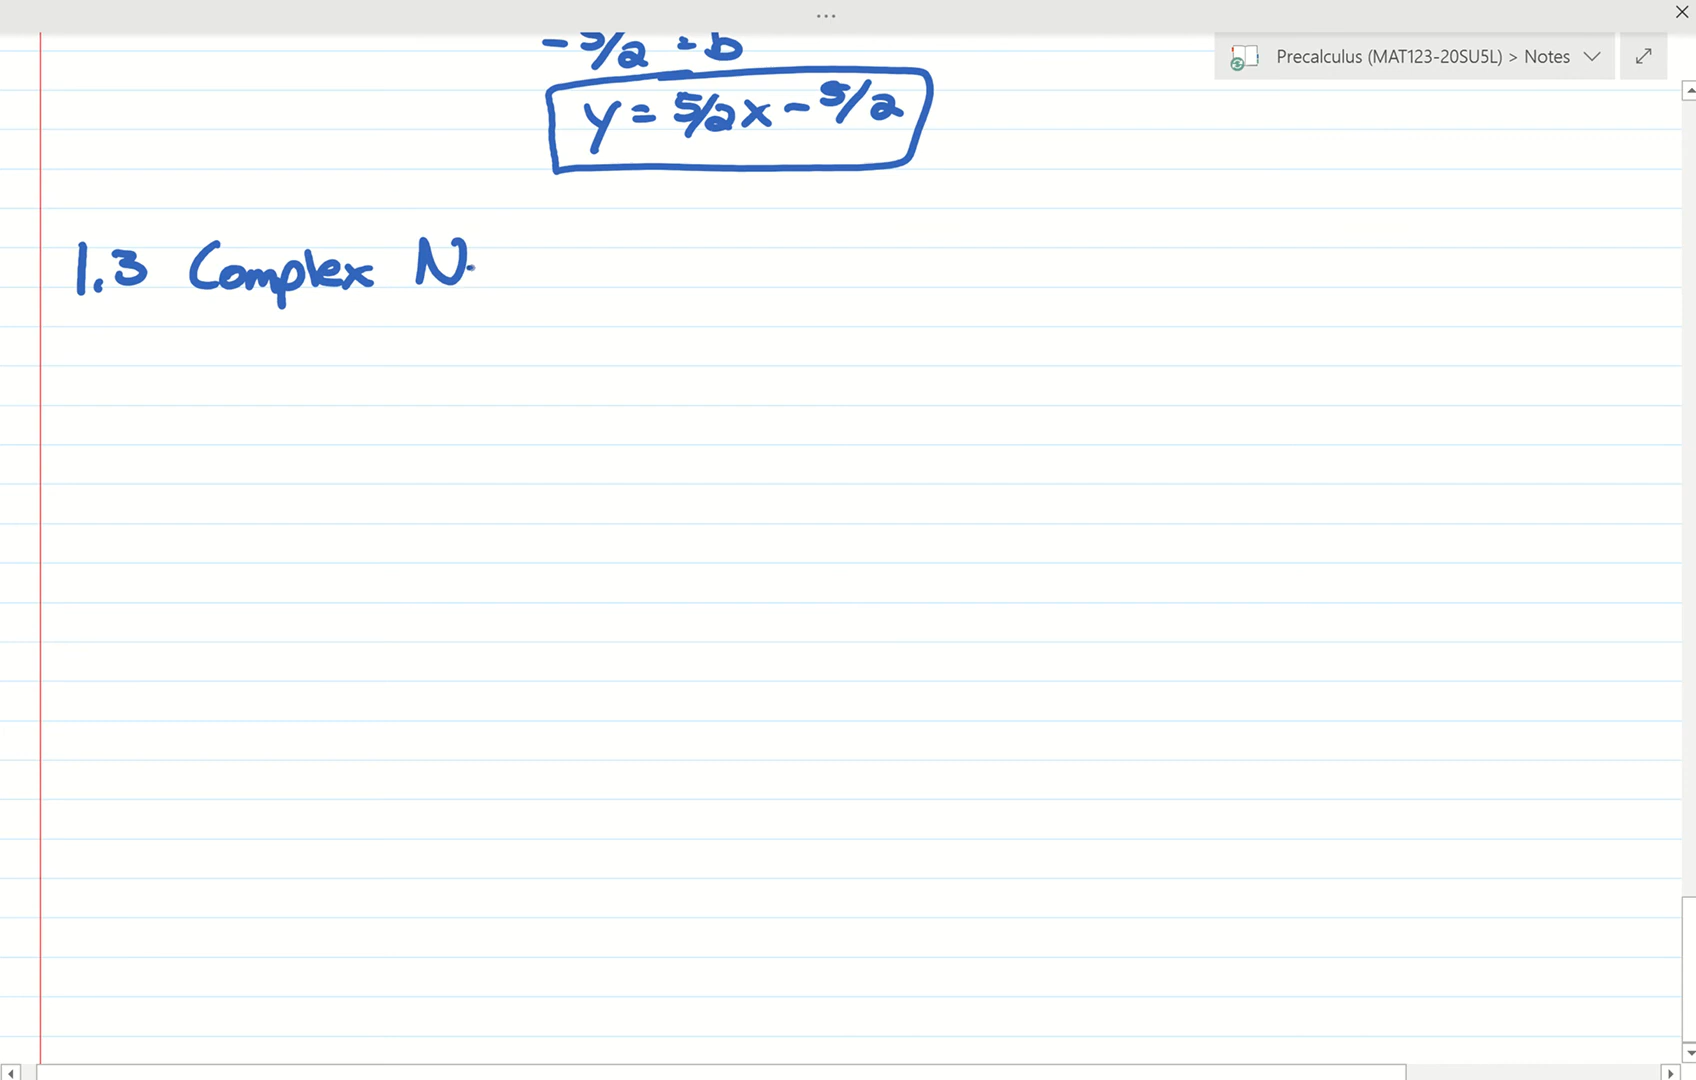 Precalculus (MAT123-20SU5L) > Notes
-5/2 = b
y = 5/2x - 5/2
1.3 Complex N